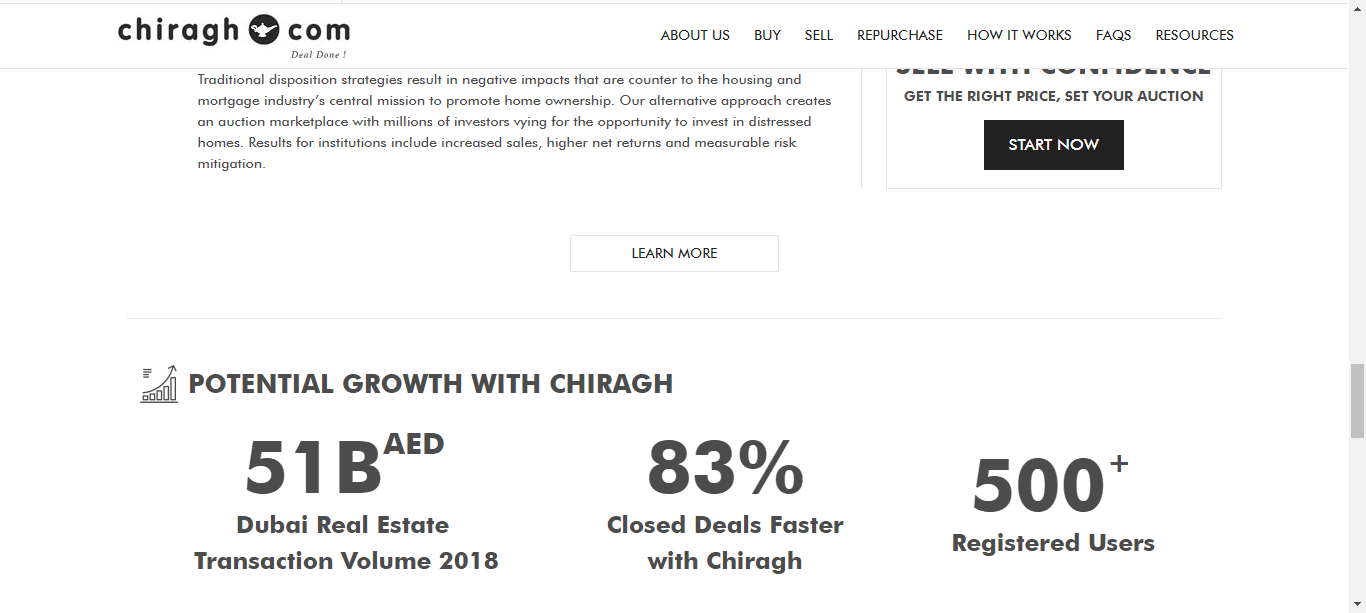 chiragh com
Deal Done !
ABOUT US BUY SELL REPURCHASE HOW IT WORKS FAQS RESOURCES
Traditional disposition strategies result in negative impacts that are counter to the housing and
mortgage industry’s central mission to promote home ownership. Our alternative approach creates
an auction marketplace with millions of investors vying for the opportunity to invest in distressed
homes. Results for institutions include increased sales, higher net returns and measurable risk
mitigation.
SELL WITH CONFIDENCE
GET THE RIGHT PRICE, SET YOUR AUCTION
START NOW
LEARN MORE
POTENTIAL GROWTH WITH CHIRAGH
51B AED
Dubai Real Estate
Transaction Volume 2018
83%
Closed Deals Faster
with Chiragh
500+
Registered Users